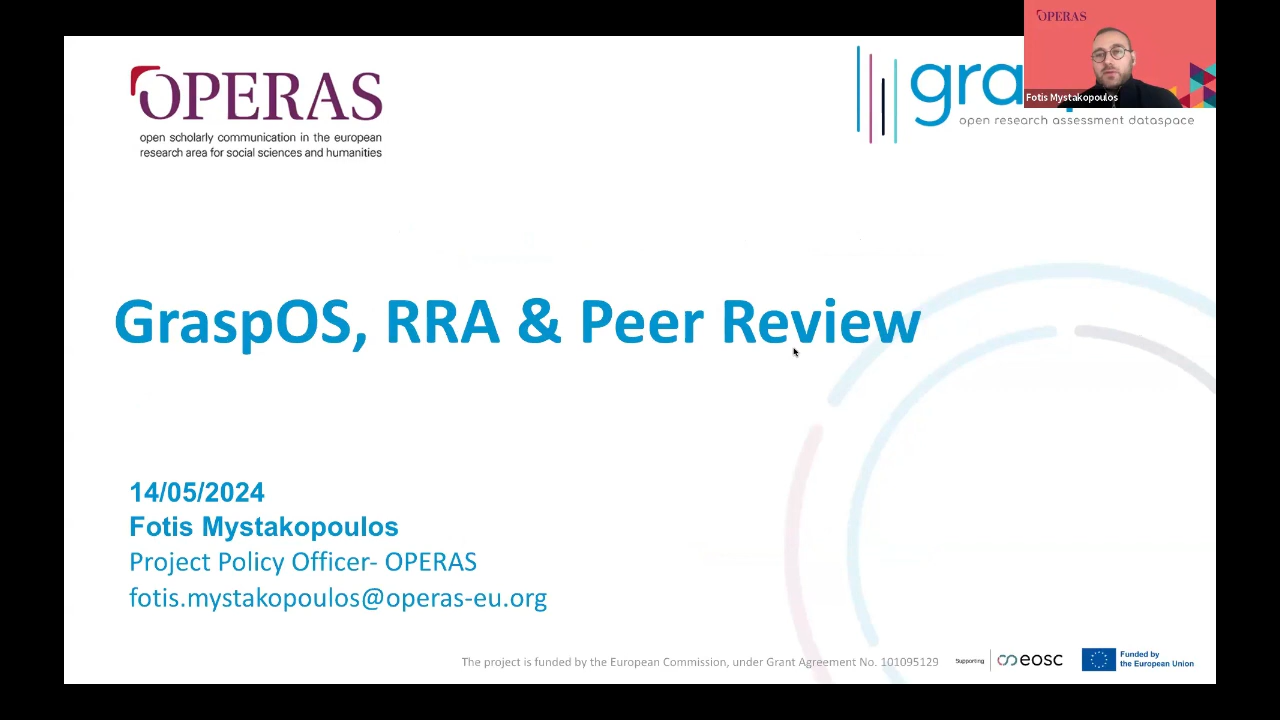 OPERAS
open scholarly communication in the european
research area for social sciences and humanities
gra
open research assessment dataspace
OPERAS
Fotis Mystakopoulos
GraspOS, RRA & Peer Review
14/05/2024
Fotis Mystakopoulos
Project Policy Officer- OPERAS
fotis.mystakopoulos@operas-eu.org
The project is funded by the European Commission, under Grant Agreement No. 101095129
Supporting
eosc
Funded by
the European Union